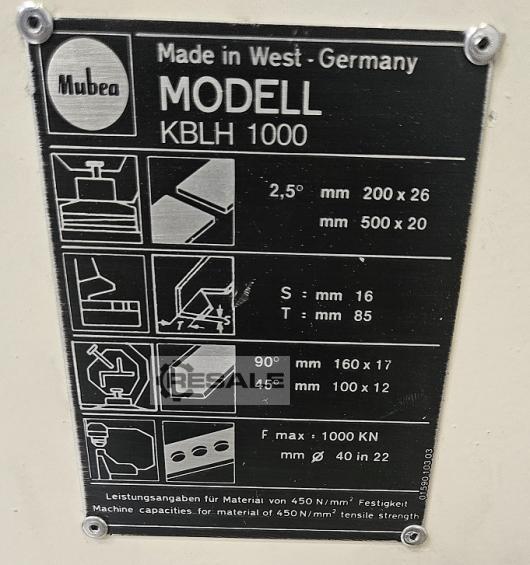 Mubea
Made in West-Germany
MODELL
KBLH 1000
2,5° mm 200 x 26
mm 500 x 20
T S
S : mm 16
T : mm 85
90° mm 160 x 17
45° mm 100 x 12
RESALE
F max : 1000 KN
mm Ø 40 in 22
01590.103.03
Leistungsangaben für Material von 450 N/mm² Festigkeit
Machine capacities for material of 450 N/mm² tensile strength